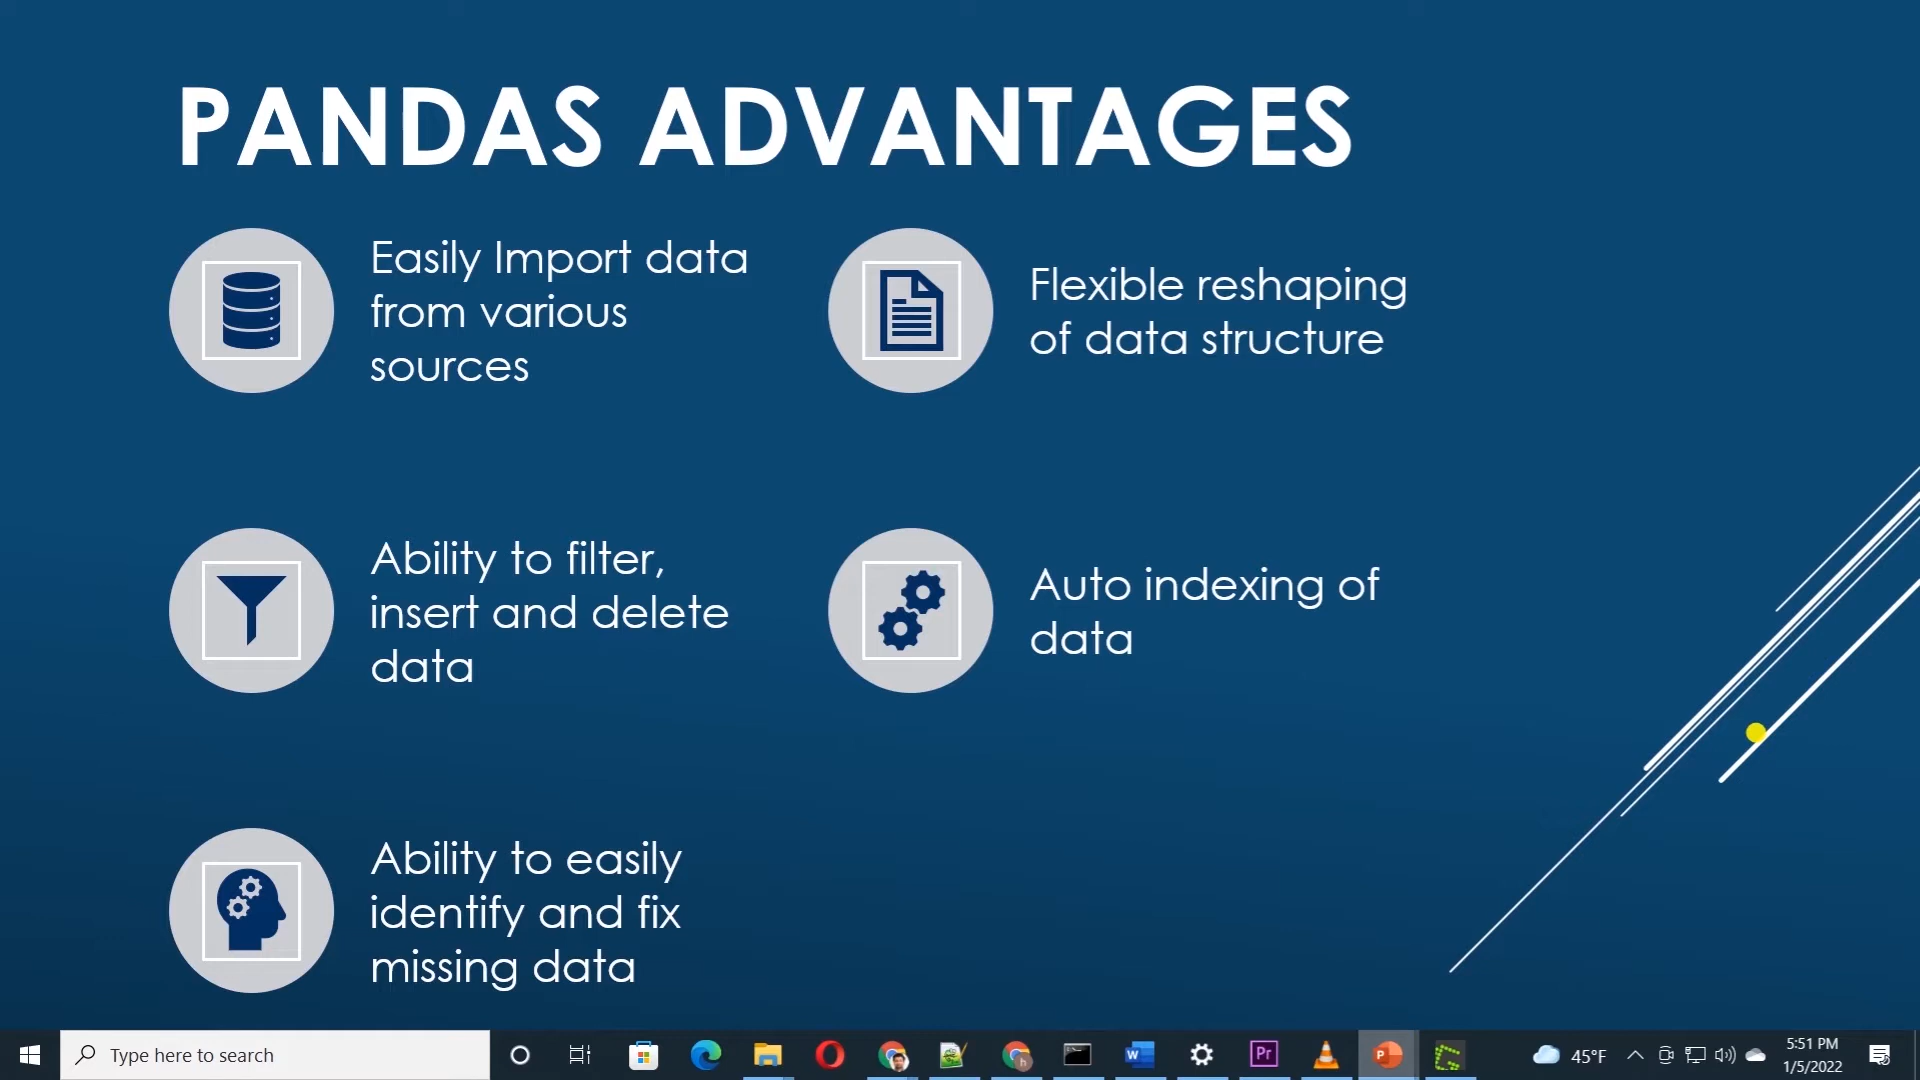 PANDAS ADVANTAGES
Easily Import data
from various
sources
Flexible reshaping
of data structure
Ability to filter,
insert and delete
data
Auto indexing of
data
Ability to easily
identify and fix
missing data
Type here to search
W
Pr
P
45°F
5:51 PM
1/5/2022